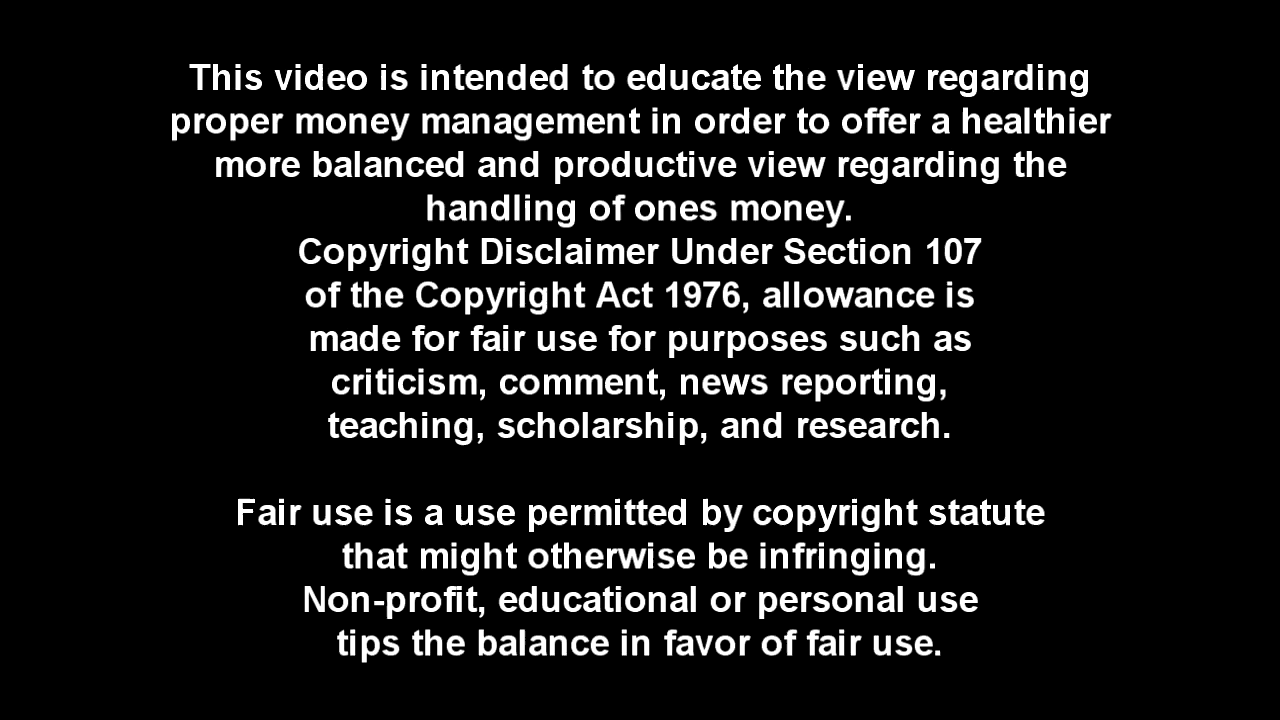 This video is intended to educate the view regarding
proper money management in order to offer a healthier
more balanced and productive view regarding the
handling of ones money.
Copyright Disclaimer Under Section 107
of the Copyright Act 1976, allowance is
made for fair use for purposes such as
criticism, comment, news reporting,
teaching, scholarship, and research.
Fair use is a use permitted by copyright statute
that might otherwise be infringing.
Non-profit, educational or personal use
tips the balance in favor of fair use.